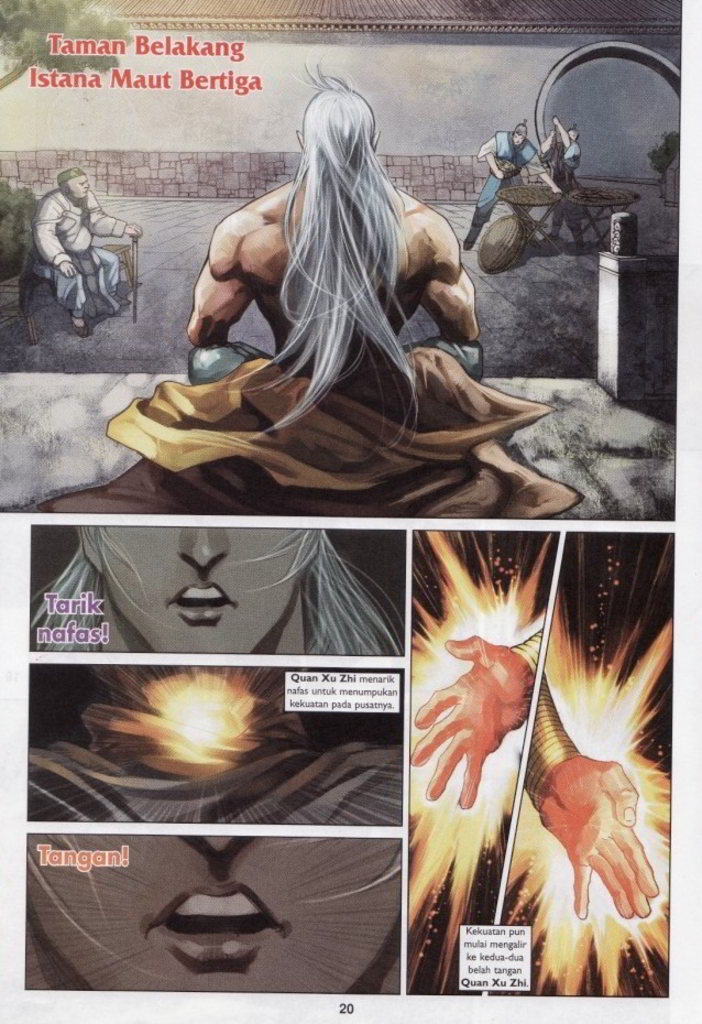 Taman Belakang
Istana Maut Bertiga
Tarik
nafas!
Quan Xu Zhi menarik
nafas untuk menumpukan
kekuatan pada pusatnya.
Tangan!
Kekuatan pun
mulai mengalir
ke kedua-dua
belah tangan
Quan Xu Zhi.
20